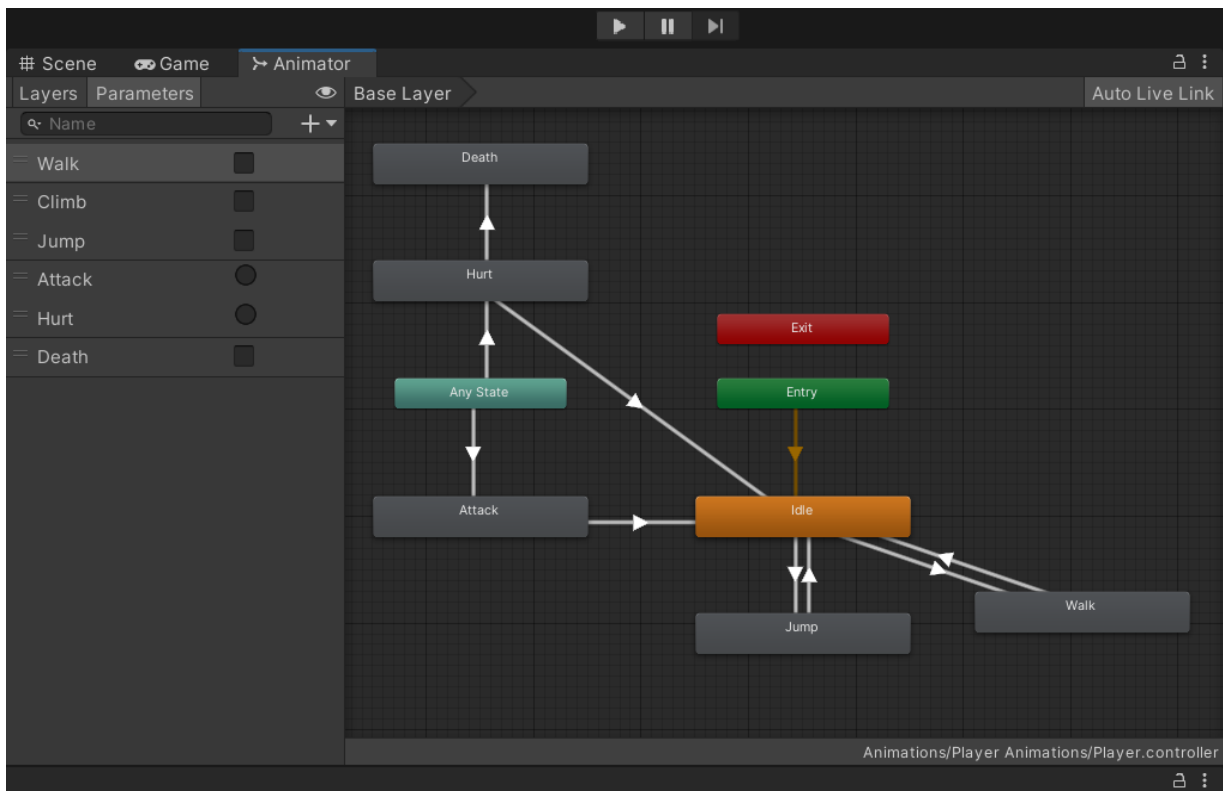 Scene Game Animator
Layers Parameters Base Layer Auto Live Link
Name
Walk
Climb
Jump
Attack
Hurt
Death
Death
Hurt
Exit
Any State
Entry
Attack
Idle
Walk
Jump
Animations/Player Animations/Player.controller